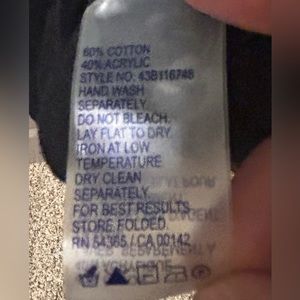 60% COTTON
40% ACRYLIC
STYLE NO: 43B116748
HAND WASH
SEPARATELY.
DO NOT BLEACH.
LAY FLAT TO DRY.
IRON AT LOW
TEMPERATURE
DRY CLEAN
SEPARATELY.
FOR BEST RESULTS
STORE FOLDED.
RN 54365 / CA 00142